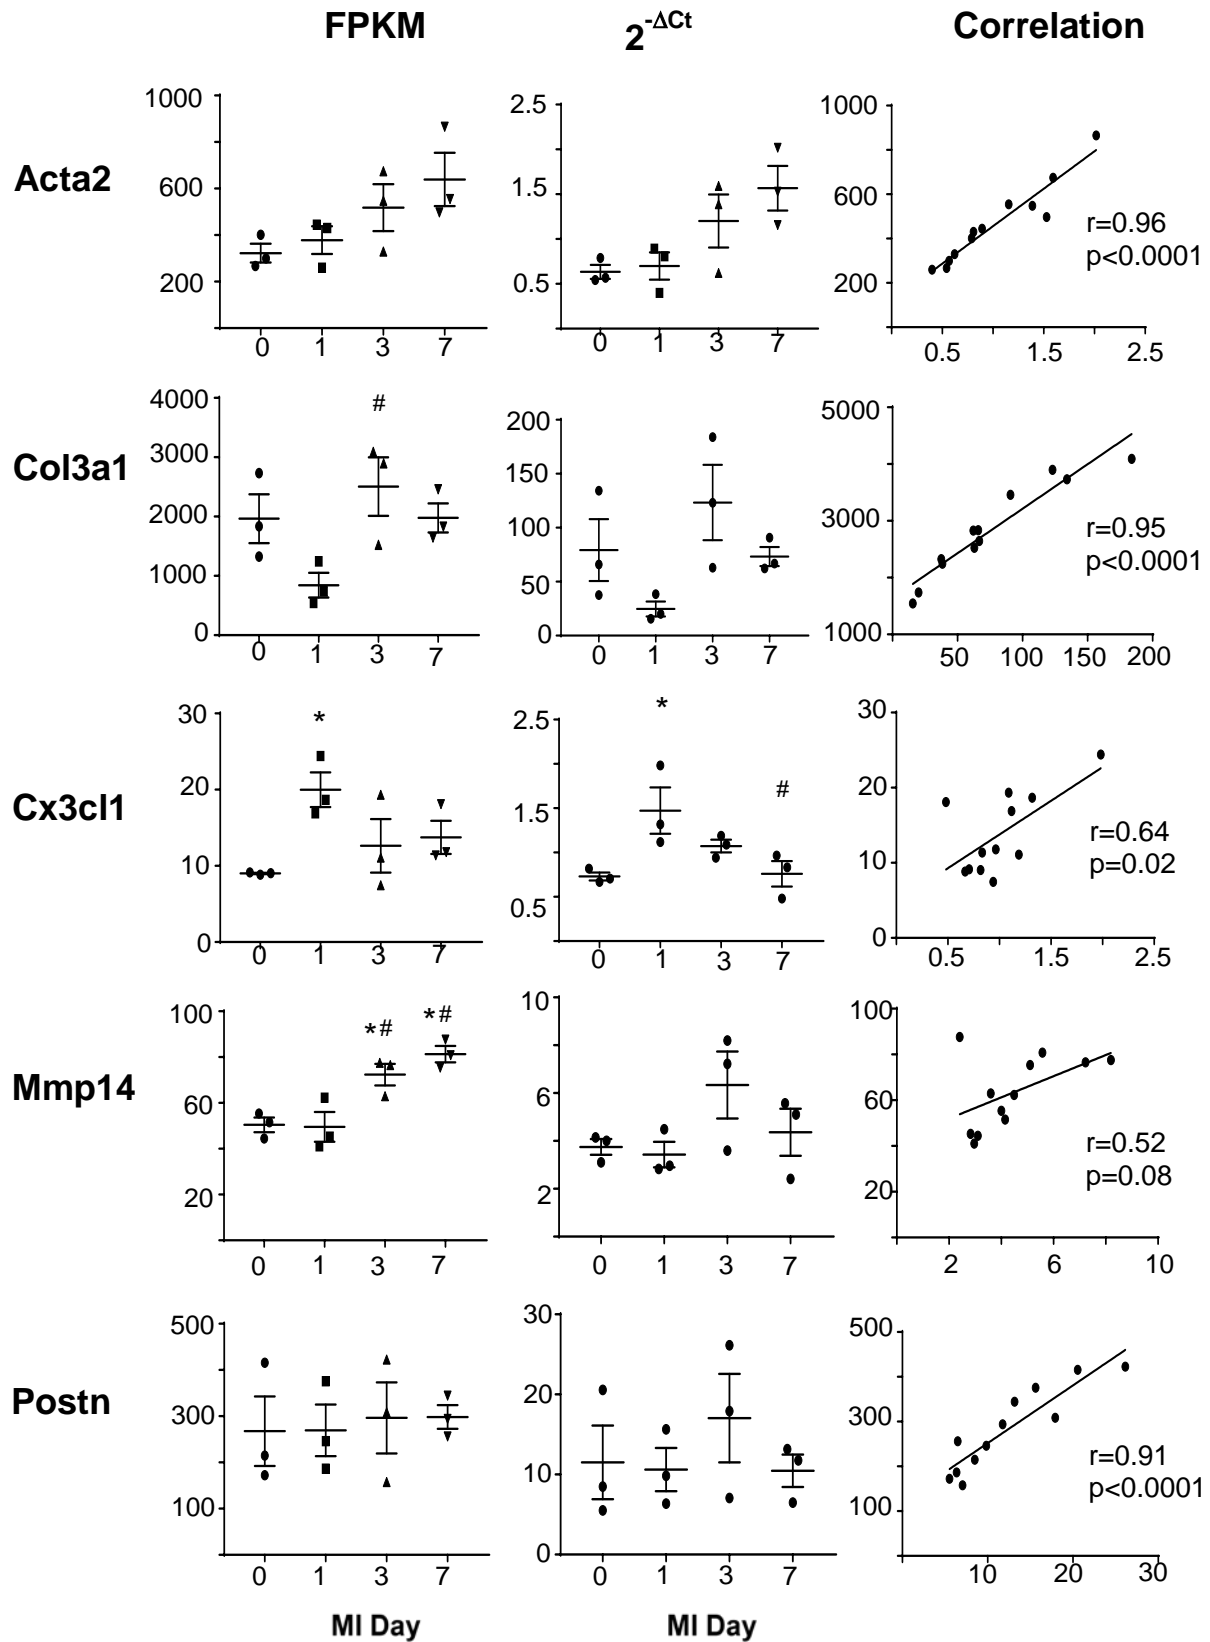 FPKM 2^-ΔCt Correlation
Acta2
1000
600
200
0 1 3 7
2.5
1.5
0.5
0 1 3 7
1000
600
200
0.5 1.5 2.5
r=0.96
p<0.0001
Col3a1
4000
3000
2000
1000
0
#
0 1 3 7
200
150
100
50
0
0 1 3 7
5000
3000
1000
50 100 150 200
r=0.95
p<0.0001
Cx3cl1
30
20
10
0
*
0 1 3 7
2.5
1.5
0.5
*
#
0 1 3 7
30
20
10
0
0.5 1.5 2.5
r=0.64
p=0.02
Mmp14
100
60
20
*# *#
0 1 3 7
10
6
2
0 1 3 7
100
60
20
2 6 10
r=0.52
p=0.08
Postn
500
300
100
0 1 3 7
MI Day
30
20
10
0
0 1 3 7
MI Day
500
300
100
10 20 30
r=0.91
p<0.0001